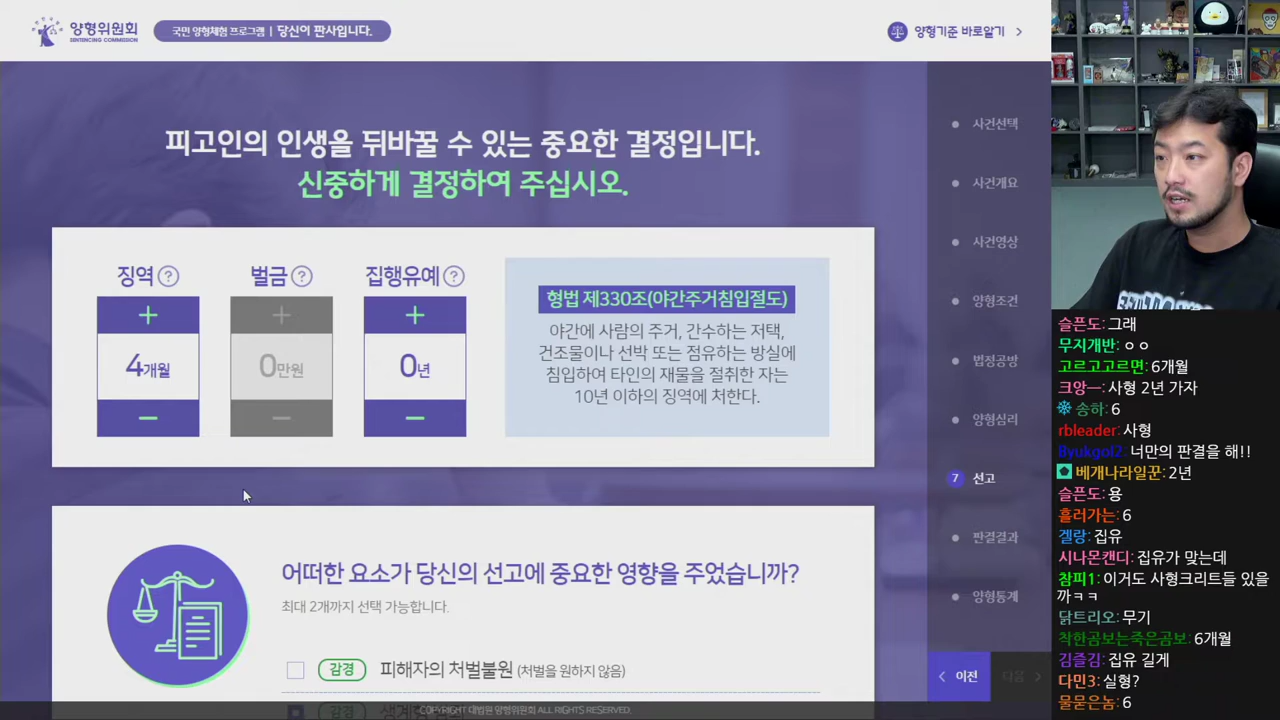 양형위원회
SENTENCING COMMISSION
국민 양형체험 프로그램 | 당신이 판사입니다.
양형기준 바로알기
피고인의 인생을 뒤바꿀 수 있는 중요한 결정입니다.
신중하게 결정하여 주십시오.
징역 ?
벌금 ?
집행유예 ?
+
+
+
4개월
0만원
0년
−
−
−
형법 제330조(야간주거침입절도)
야간에 사람의 주거, 간수하는 저택,
건조물이나 선박 또는 점유하는 방실에
침입하여 타인의 재물을 절취한 자는
10년 이하의 징역에 처한다.
어떠한 요소가 당신의 선고에 중요한 영향을 주었습니까?
최대 2개까지 선택 가능합니다.
감경 피해자의 처벌불원 (처벌을 원하지 않음)
감경
COPYRIGHT 대법원 양형위원회 ALL RIGHTS RESERVED.
사건선택
사건개요
사건영상
양형조건
법정공방
양형심리
7 선고
판결결과
양형통계
이전
다음
슬픈도: 그래
무지개반: ㅇㅇ
고르고고르면: 6개월
크앙ㅡ: 사형 2년 가자
송하: 6
rbleader: 사형
Byukgol2: 너만의 판결을 해!!
베개나라일꾼: 2년
슬픈도: 용
흘러가는: 6
겔랑: 집유
시나몬캔디: 집유가 맞는데
참피1: 이거도 사형크리트들 있을
까ㅋㅋ
닭트리오: 무기
착한곰보는죽은곰보: 6개월
김즐김: 집유 길게
다민3: 실형?
물묻은놈: 6